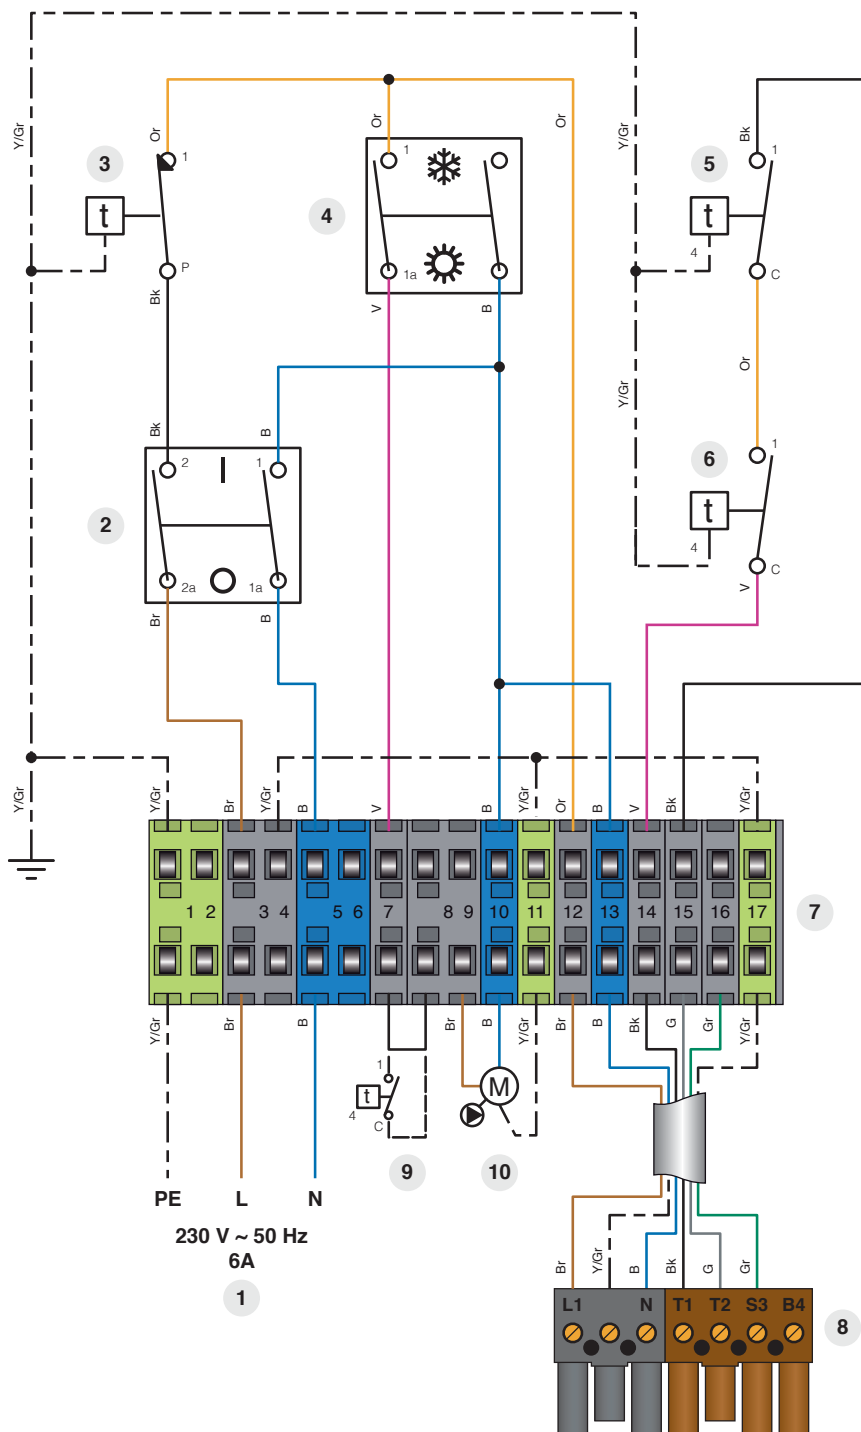 Y/Gr
Or
1
3
t
P
Bk
Or
1
4
1a
V
B
Or
Y/Gr
Bk
1
5
t
4
C
Or
Y/Gr
1
6
t
4
C
V
Bk
B
2
I
1
2
2a
O
1a
Br
B
Y/Gr
Y/Gr
Br
Y/Gr
B
V
B
Y/Gr
Or
B
V
Bk
Y/Gr
1 2 3 4 5 6 7 8 9 10 11 12 13 14 15 16 17
7
Y/Gr
Br
B
Br
B
Y/Gr
Br
B
Bk
G
Gr
Y/Gr
1
t
4
C
M
9
10
PE L N
230 V ~ 50 Hz
6A
1
Br
Y/Gr
B
Bk
G
Gr
L1 N T1 T2 S3 B4
8